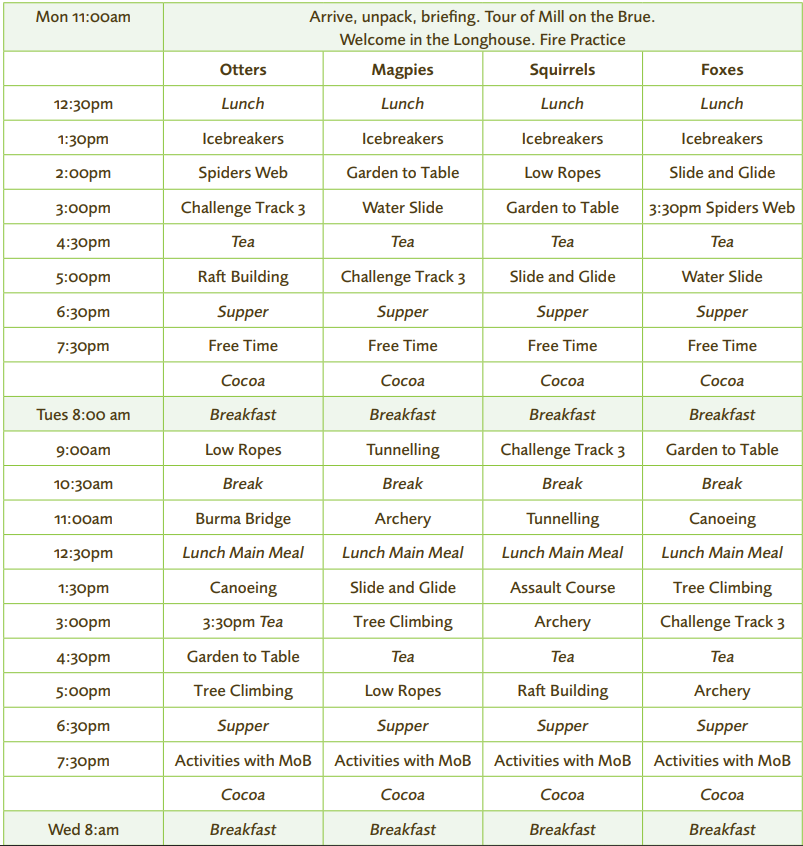 Mon 11:00am Arrive, unpack, briefing. Tour of Mill on the Brue.
Welcome in the Longhouse. Fire Practice
Otters Magpies Squirrels Foxes
12:30pm Lunch Lunch Lunch Lunch
1:30pm Icebreakers Icebreakers Icebreakers Icebreakers
2:00pm Spiders Web Garden to Table Low Ropes Slide and Glide
3:00pm Challenge Track 3 Water Slide Garden to Table 3:30pm Spiders Web
4:30pm Tea Tea Tea Tea
5:00pm Raft Building Challenge Track 3 Slide and Glide Water Slide
6:30pm Supper Supper Supper Supper
7:30pm Free Time Free Time Free Time Free Time
Cocoa Cocoa Cocoa Cocoa
Tues 8:00 am Breakfast Breakfast Breakfast Breakfast
9:00am Low Ropes Tunnelling Challenge Track 3 Garden to Table
10:30am Break Break Break Break
11:00am Burma Bridge Archery Tunnelling Canoeing
12:30pm Lunch Main Meal Lunch Main Meal Lunch Main Meal Lunch Main Meal
1:30pm Canoeing Slide and Glide Assault Course Tree Climbing
3:00pm 3:30pm Tea Tree Climbing Archery Challenge Track 3
4:30pm Garden to Table Tea Tea Tea
5:00pm Tree Climbing Low Ropes Raft Building Archery
6:30pm Supper Supper Supper Supper
7:30pm Activities with MoB Activities with MoB Activities with MoB Activities with MoB
Cocoa Cocoa Cocoa Cocoa
Wed 8:am Breakfast Breakfast Breakfast Breakfast